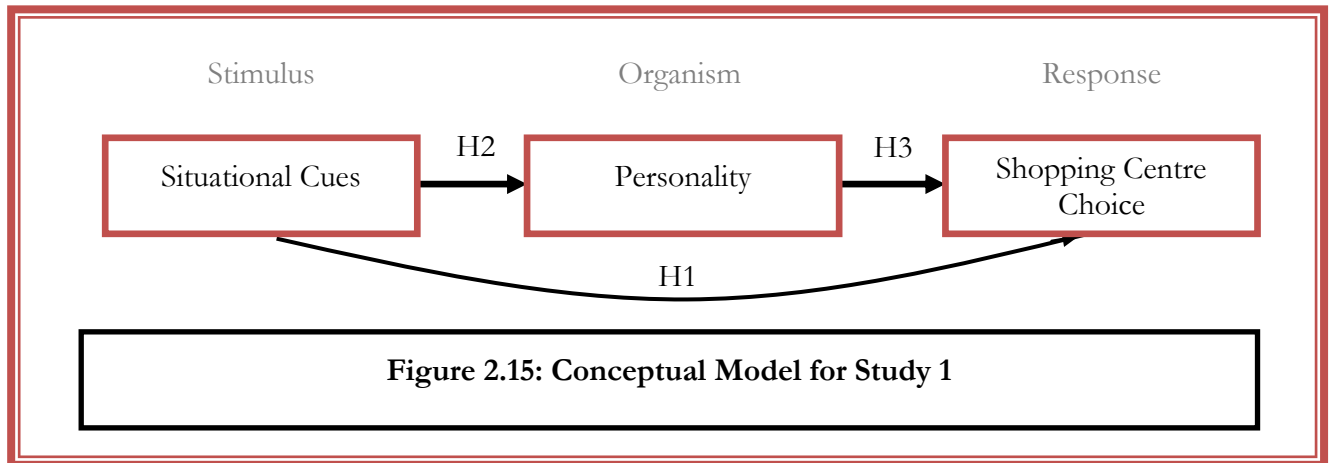 Stimulus
Organism
Response
H2
H3
Situational Cues
Personality
Shopping Centre
Choice
H1
Figure 2.15: Conceptual Model for Study 1